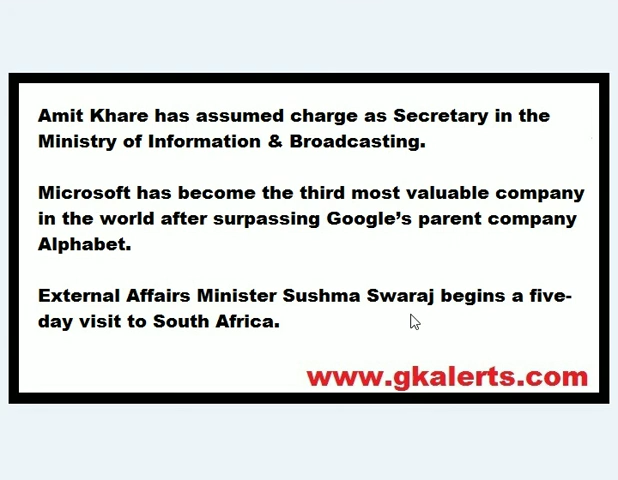 Amit Khare has assumed charge as Secretary in the
Ministry of Information & Broadcasting.
Microsoft has become the third most valuable company
in the world after surpassing Google’s parent company
Alphabet.
External Affairs Minister Sushma Swaraj begins a five-
day visit to South Africa.
www.gkalerts.com